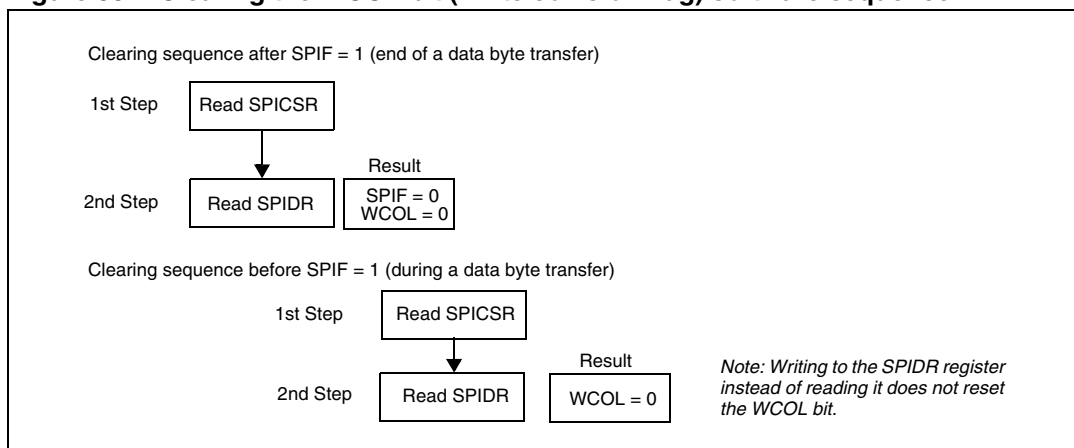 Clearing sequence after SPIF = 1 (end of a data byte transfer)
1st Step
Read SPICSR
Result
2nd Step
Read SPIDR
SPIF = 0
WCOL = 0
Clearing sequence before SPIF = 1 (during a data byte transfer)
1st Step
Read SPICSR
Result
2nd Step
Read SPIDR
WCOL = 0
Note: Writing to the SPIDR register
instead of reading it does not reset
the WCOL bit.